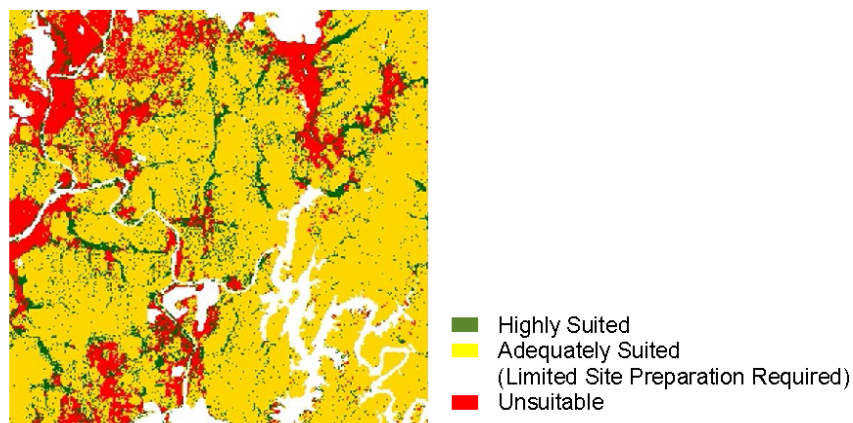 Highly Suited
Adequately Suited
(Limited Site Preparation Required)
Unsuitable